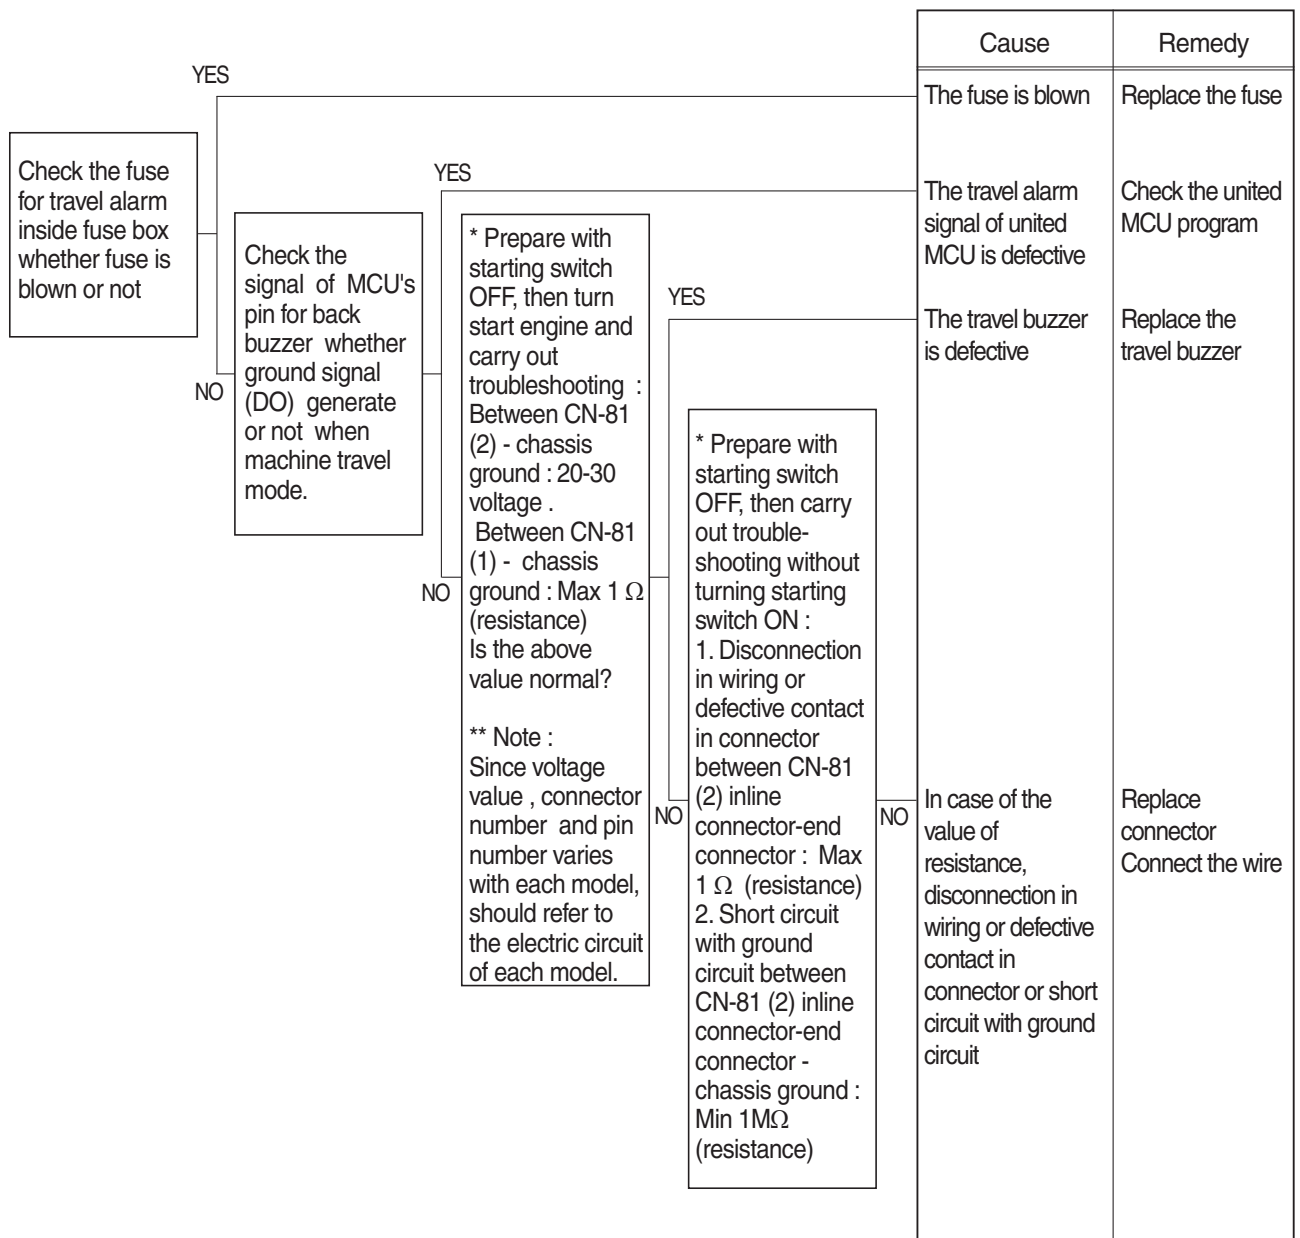 Cause
Remedy
YES
The fuse is blown
Replace the fuse
Check the fuse
for travel alarm
inside fuse box
whether fuse is
blown or not
YES
The travel alarm
signal of united
MCU is defective
Check the united
MCU program
NO
Check the
signal of MCU's
pin for back
buzzer whether
ground signal
(DO) generate
or not when
machine travel
mode.
YES
The travel buzzer
is defective
Replace the
travel buzzer
NO
* Prepare with
starting switch
OFF, then turn
start engine and
carry out
troubleshooting :
Between CN-81
(2) - chassis
ground : 20-30
voltage .
Between CN-81
(1) - chassis
ground : Max 1 Ω
(resistance)
Is the above
value normal?
** Note :
Since voltage
value , connector
number and pin
number varies
with each model,
should refer to
the electric circuit
of each model.
NO
* Prepare with
starting switch
OFF, then carry
out trouble-
shooting without
turning starting
switch ON :
1. Disconnection
in wiring or
defective contact
in connector
between CN-81
(2) inline
connector-end
connector : Max
1 Ω (resistance)
2. Short circuit
with ground
circuit between
CN-81 (2) inline
connector-end
connector -
chassis ground :
Min 1MΩ
(resistance)
NO
In case of the
value of
resistance,
disconnection in
wiring or defective
contact in
connector or short
circuit with ground
circuit
Replace
connector
Connect the wire